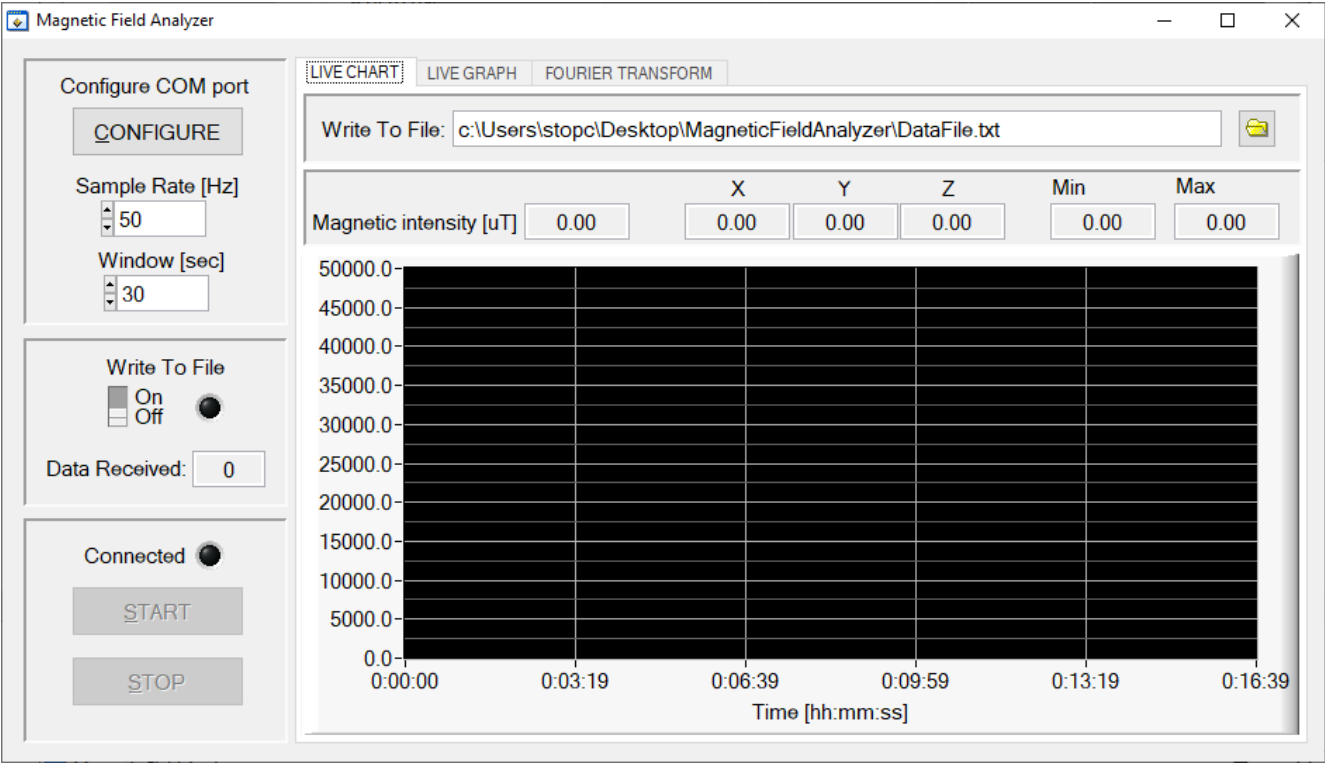 Magnetic Field Analyzer
Configure COM port
CONFIGURE
Sample Rate [Hz]
50
Window [sec]
30
Write To File
On
Off
Data Received: 0
Connected
START
STOP
LIVE CHART LIVE GRAPH FOURIER TRANSFORM
Write To File: c:\Users\stopc\Desktop\MagneticFieldAnalyzer\DataFile.txt
X Y Z Min Max
Magnetic intensity [uT] 0.00 0.00 0.00 0.00 0.00 0.00
50000.0
45000.0
40000.0
35000.0
30000.0
25000.0
20000.0
15000.0
10000.0
5000.0
0.0
0:00:00 0:03:19 0:06:39 0:09:59 0:13:19 0:16:39
Time [hh:mm:ss]